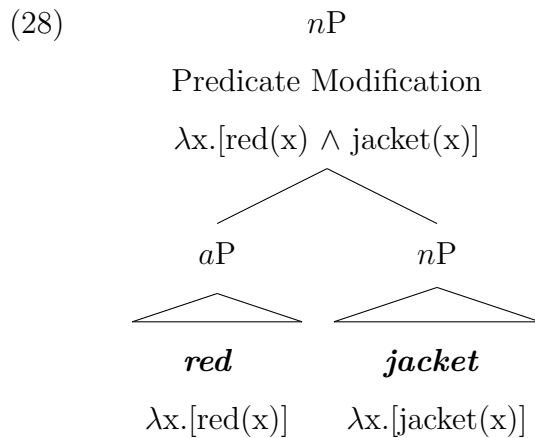 (28) nP
Predicate Modification
λx.[red(x) ∧ jacket(x)]
aP nP
red jacket
λx.[red(x)] λx.[jacket(x)]